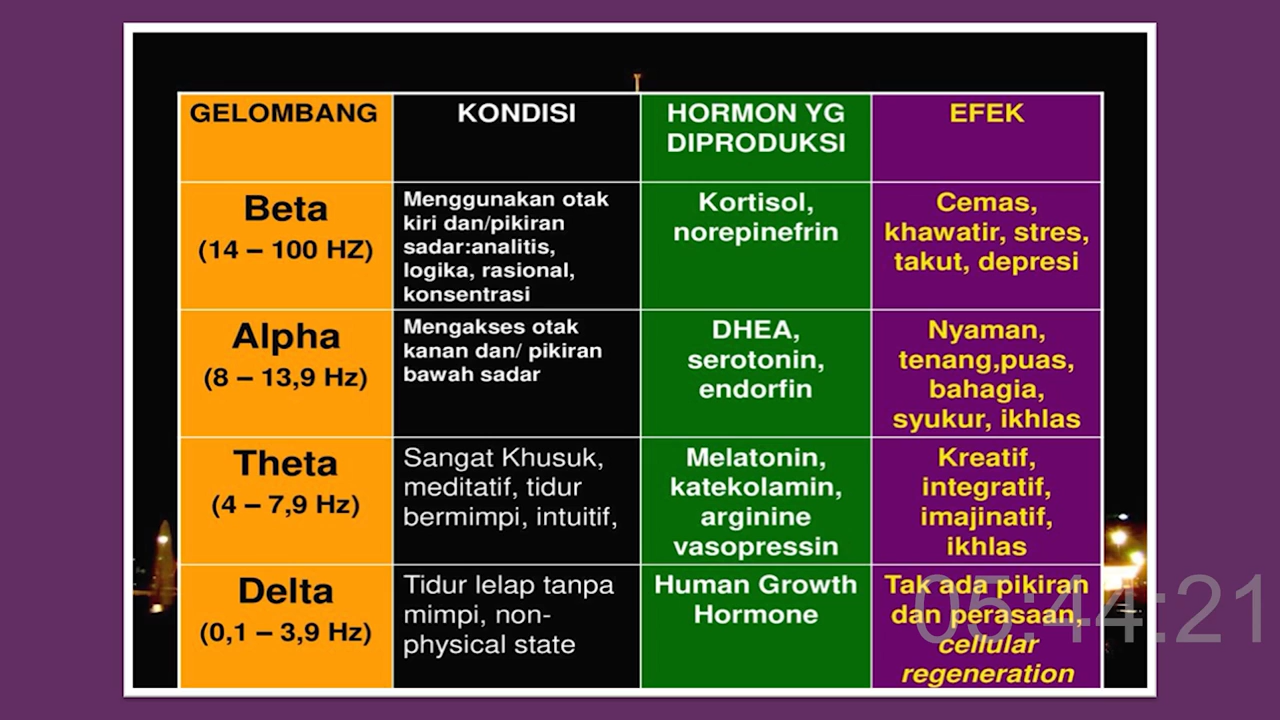 GELOMBANG
KONDISI
HORMON YG
DIPRODUKSI
EFEK
Beta
(14 – 100 HZ)
Menggunakan otak
kiri dan/pikiran
sadar:analitis,
logika, rasional,
konsentrasi
Kortisol,
norepinefrin
Cemas,
khawatir, stres,
takut, depresi
Alpha
(8 – 13,9 Hz)
Mengakses otak
kanan dan/ pikiran
bawah sadar
DHEA,
serotonin,
endorfin
Nyaman,
tenang,puas,
bahagia,
syukur, ikhlas
Theta
(4 – 7,9 Hz)
Sangat Khusuk,
meditatif, tidur
bermimpi, intuitif,
Melatonin,
katekolamin,
arginine
vasopressin
Kreatif,
integratif,
imajinatif,
ikhlas
Delta
(0,1 – 3,9 Hz)
Tidur lelap tanpa
mimpi, non-
physical state
Human Growth
Hormone
Tak ada pikiran
dan perasaan,
cellular
regeneration
05:44:21